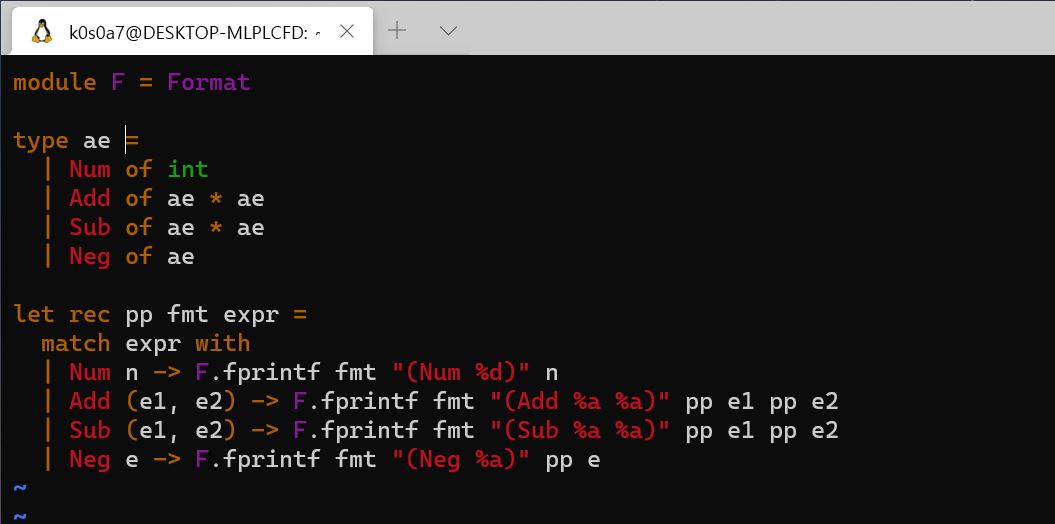 k0s0a7@DESKTOP-MLPLCFD: ~
module F = Format
type ae =
  | Num of int
  | Add of ae * ae
  | Sub of ae * ae
  | Neg of ae
let rec pp fmt expr =
  match expr with
  | Num n -> F.fprintf fmt "(Num %d)" n
  | Add (e1, e2) -> F.fprintf fmt "(Add %a %a)" pp e1 pp e2
  | Sub (e1, e2) -> F.fprintf fmt "(Sub %a %a)" pp e1 pp e2
  | Neg e -> F.fprintf fmt "(Neg %a)" pp e
~
~